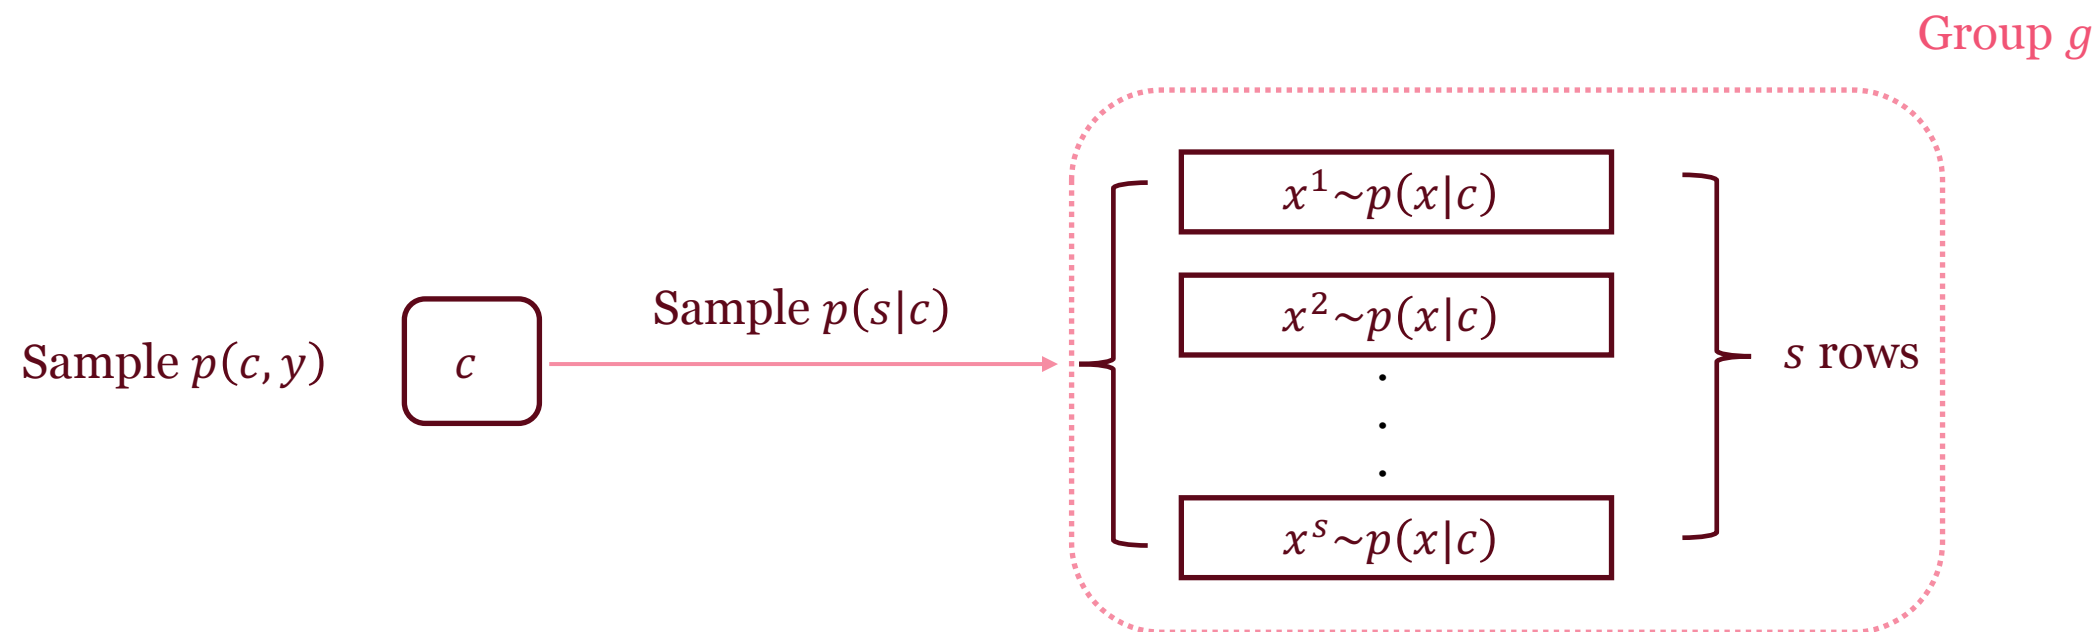 Group g
x¹~p(x|c)
Sample p(s|c)
x²~p(x|c)
Sample p(c, y)
c
s rows
.
.
.
xˢ~p(x|c)